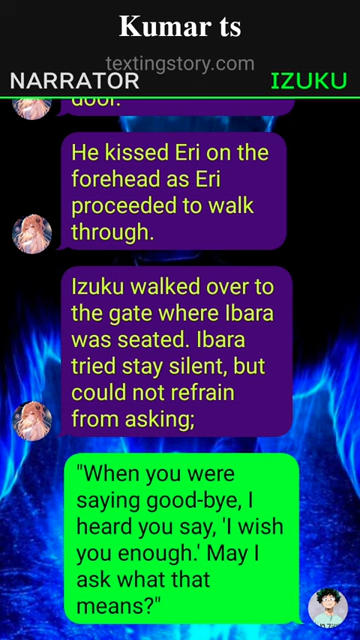 Kumar ts
textingstory.com
NARRATOR IZUKU
door.
He kissed Eri on the
forehead as Eri
proceeded to walk
through.
Izuku walked over to
the gate where Ibara
was seated. Ibara
tried stay silent, but
could not refrain
from asking;
"When you were
saying good-bye, I
heard you say, 'I wish
you enough.' May I
ask what that
means?"